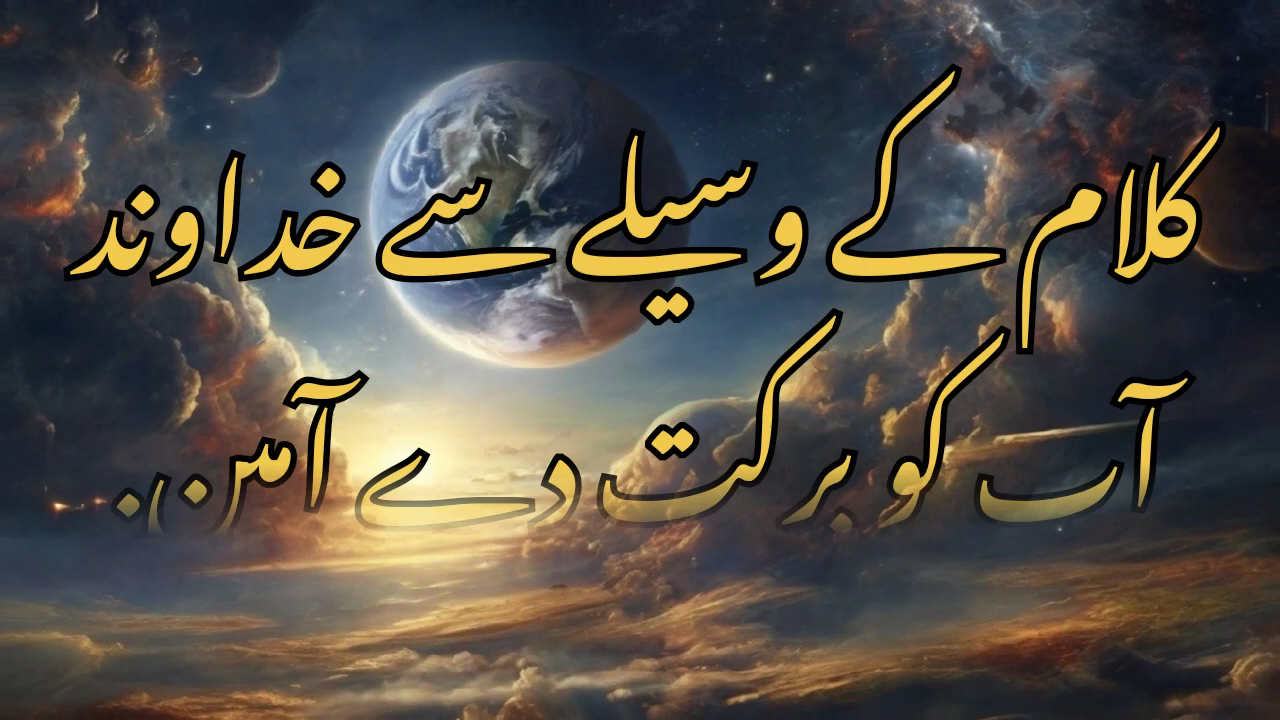 کلام کے وسیلے سے خداوند
آپ کو برکت دے آمین.